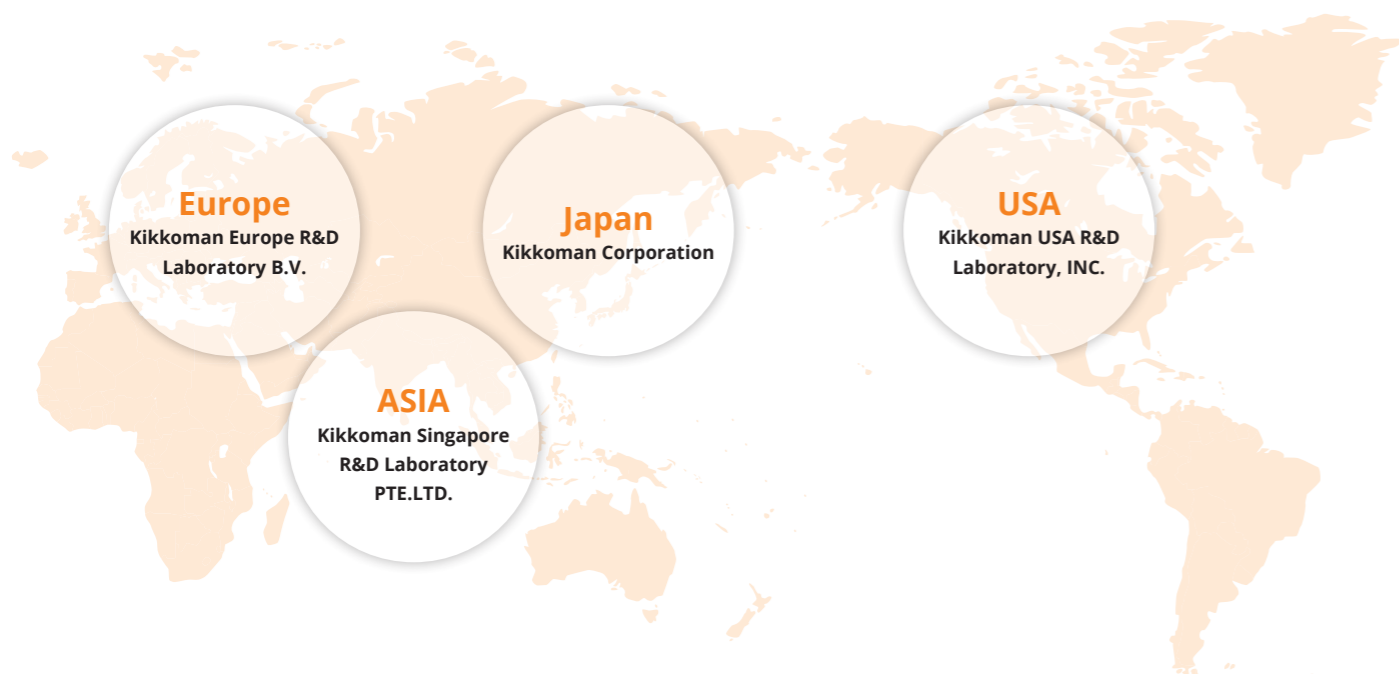 Europe
Kikkoman Europe R&D
Laboratory B.V.
Japan
Kikkoman Corporation
USA
Kikkoman USA R&D
Laboratory, INC.
ASIA
Kikkoman Singapore
R&D Laboratory
PTE.LTD.